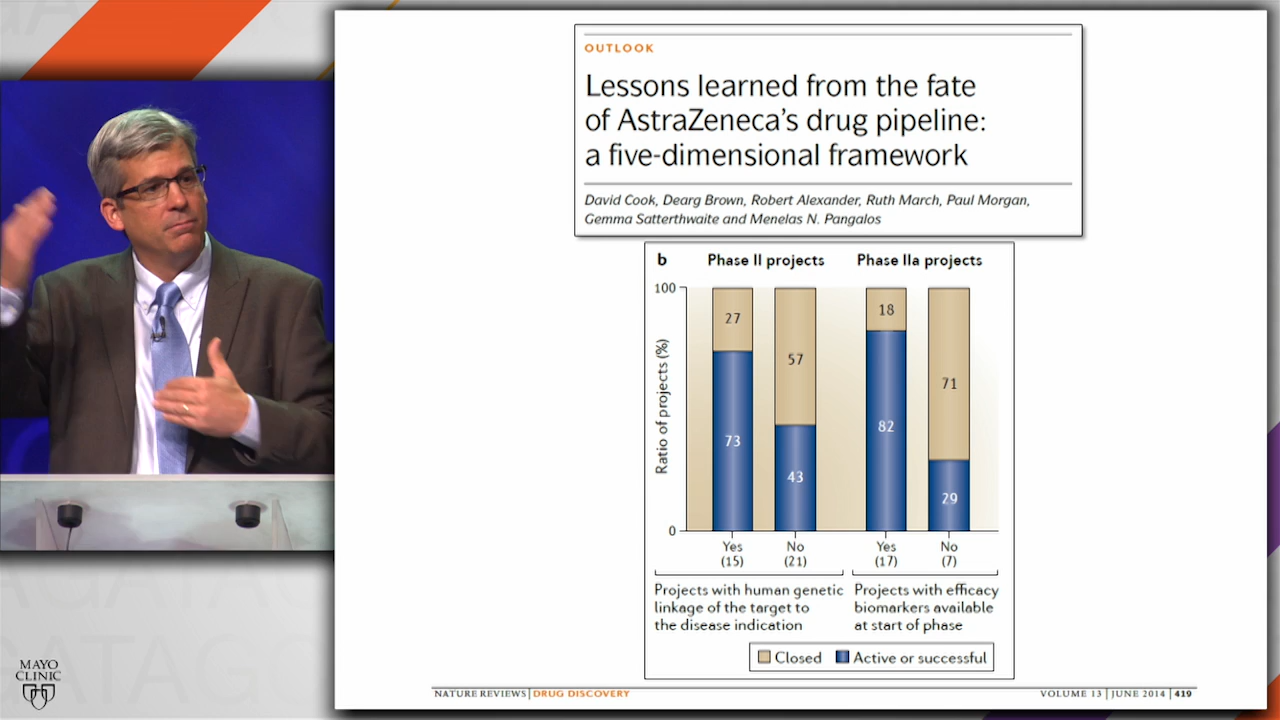 OUTLOOK
Lessons learned from the fate
of AstraZeneca's drug pipeline:
a five-dimensional framework
David Cook, Dearg Brown, Robert Alexander, Ruth March, Paul Morgan,
Gemma Satterthwaite and Menelas N. Pangalos
b Phase II projects Phase IIa projects
100
27
57
18
71
73
43
82
29
0
Ratio of projects (%)
Yes
(15)
No
(21)
Yes
(17)
No
(7)
Projects with human genetic
linkage of the target to
the disease indication
Projects with efficacy
biomarkers available
at start of phase
Closed Active or successful
NATURE REVIEWS | DRUG DISCOVERY VOLUME 13 | JUNE 2014 | 419
MAYO
CLINIC